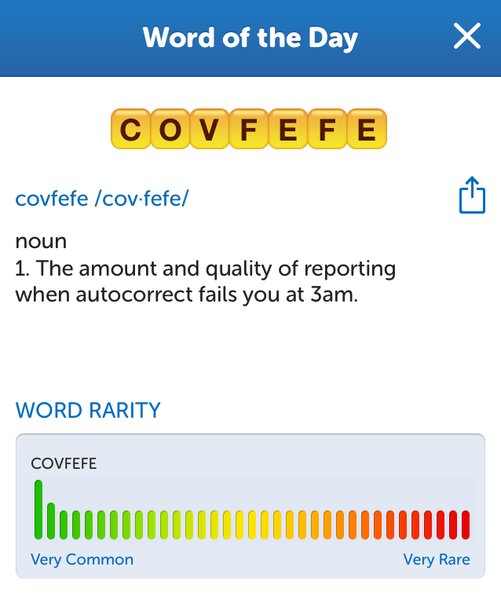 Word of the Day
COVFEFE
covfefe /cov·fefe/
noun
1. The amount and quality of reporting
when autocorrect fails you at 3am.
WORD RARITY
COVFEFE
Very Common Very Rare